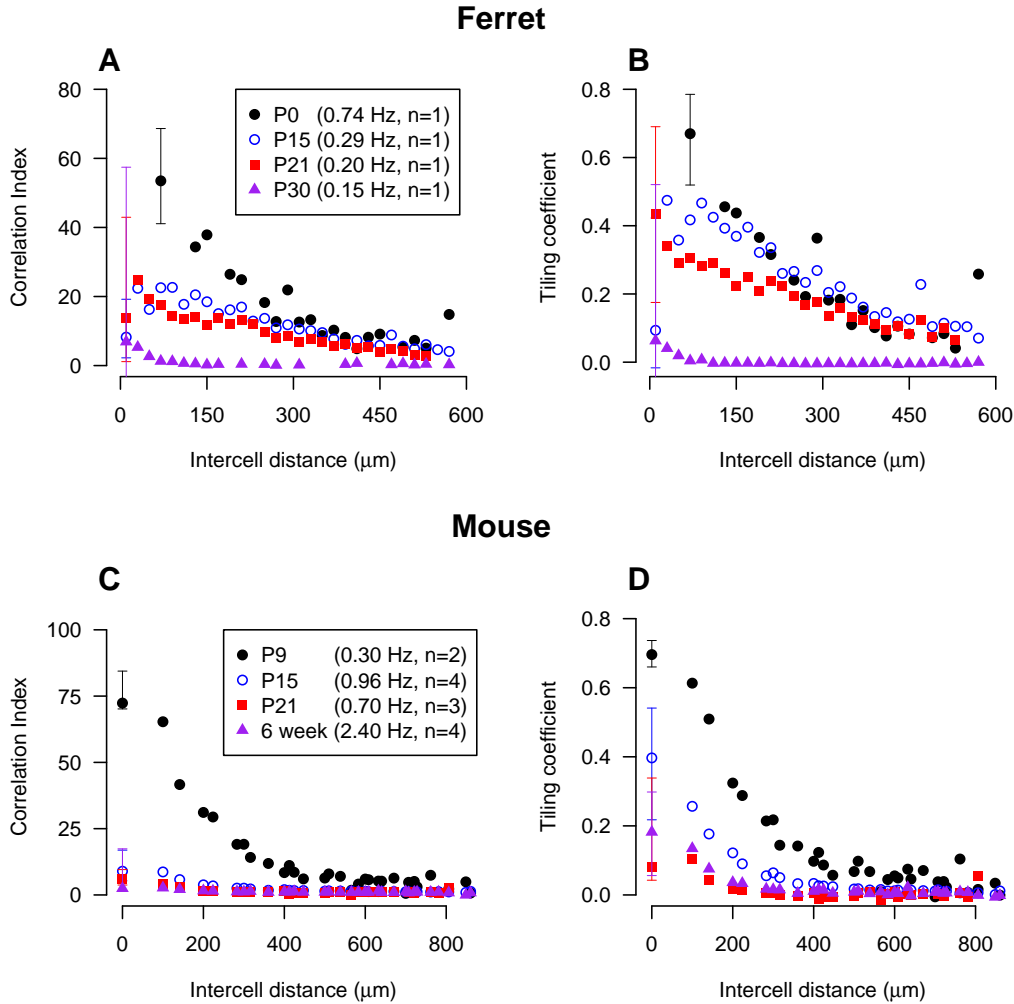 Ferret
A
B
80
60
40
20
0
Correlation Index
P0 (0.74 Hz, n=1)
P15 (0.29 Hz, n=1)
P21 (0.20 Hz, n=1)
P30 (0.15 Hz, n=1)
0 150 300 450 600
Intercell distance (μm)
0.8
0.6
0.4
0.2
0.0
Tiling coefficient
0 150 300 450 600
Intercell distance (μm)
Mouse
C
D
100
75
50
25
0
Correlation Index
P9 (0.30 Hz, n=2)
P15 (0.96 Hz, n=4)
P21 (0.70 Hz, n=3)
6 week (2.40 Hz, n=4)
0 200 400 600 800
Intercell distance (μm)
0.8
0.6
0.4
0.2
0.0
Tiling coefficient
0 200 400 600 800
Intercell distance (μm)